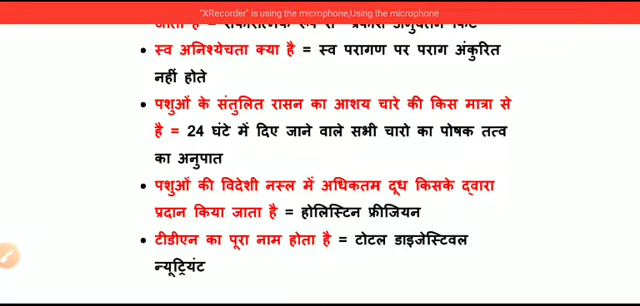 "XRecorder" is using the microphone,Using the microphone
स्व अनिश्येचता क्या है = स्व परागण पर पराग अंकुरित
नहीं होते
पशुओं के संतुलित रासन का आशय चारे की किस मात्रा से
है = 24 घंटे में दिए जाने वाले सभी चारो का पोषक तत्व
का अनुपात
पशुओं की विदेशी नस्ल में अधिकतम दूध किसके द्वारा
प्रदान किया जाता है = होलिस्टिन फ्रीजियन
टीडीएन का पूरा नाम होता है = टोटल डाइजेस्टिवल
न्यूट्रियंट